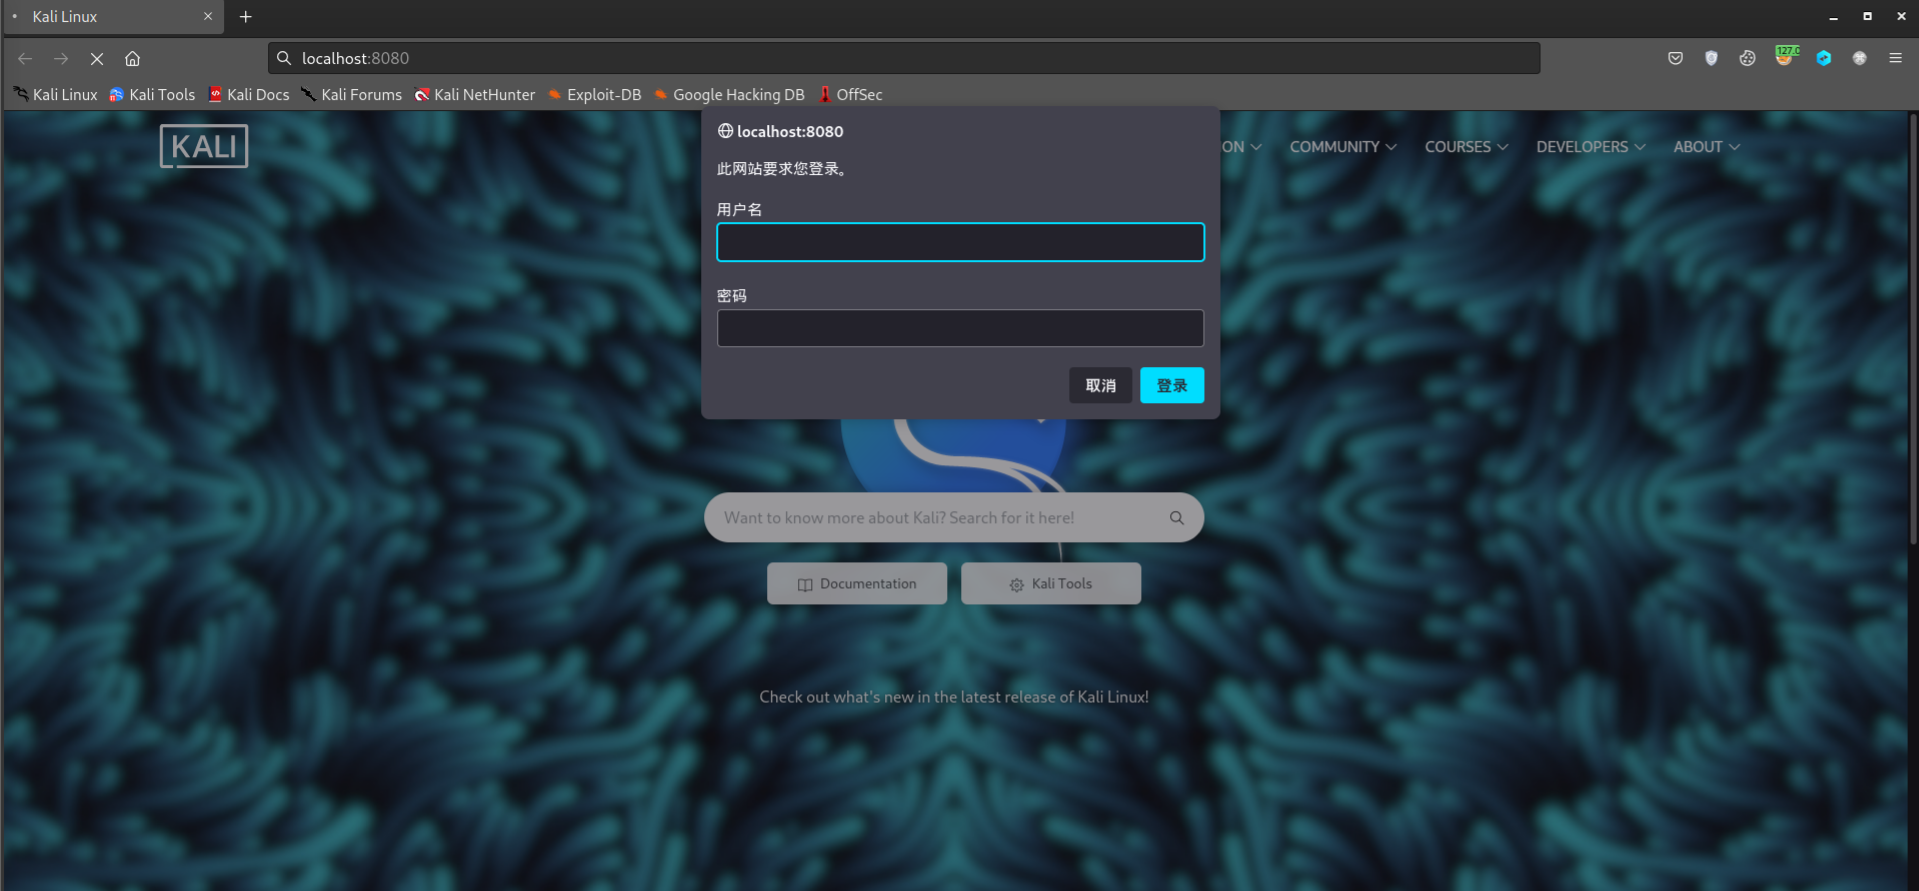 Kali Linux
localhost:8080
127.0
Kali Linux Kali Tools Kali Docs Kali Forums Kali NetHunter Exploit-DB Google Hacking DB OffSec
KALI
ON COMMUNITY COURSES DEVELOPERS ABOUT
localhost:8080
此网站要求您登录。
用户名
密码
取消 登录
Want to know more about Kali? Search for it here!
Documentation Kali Tools
Check out what's new in the latest release of Kali Linux!